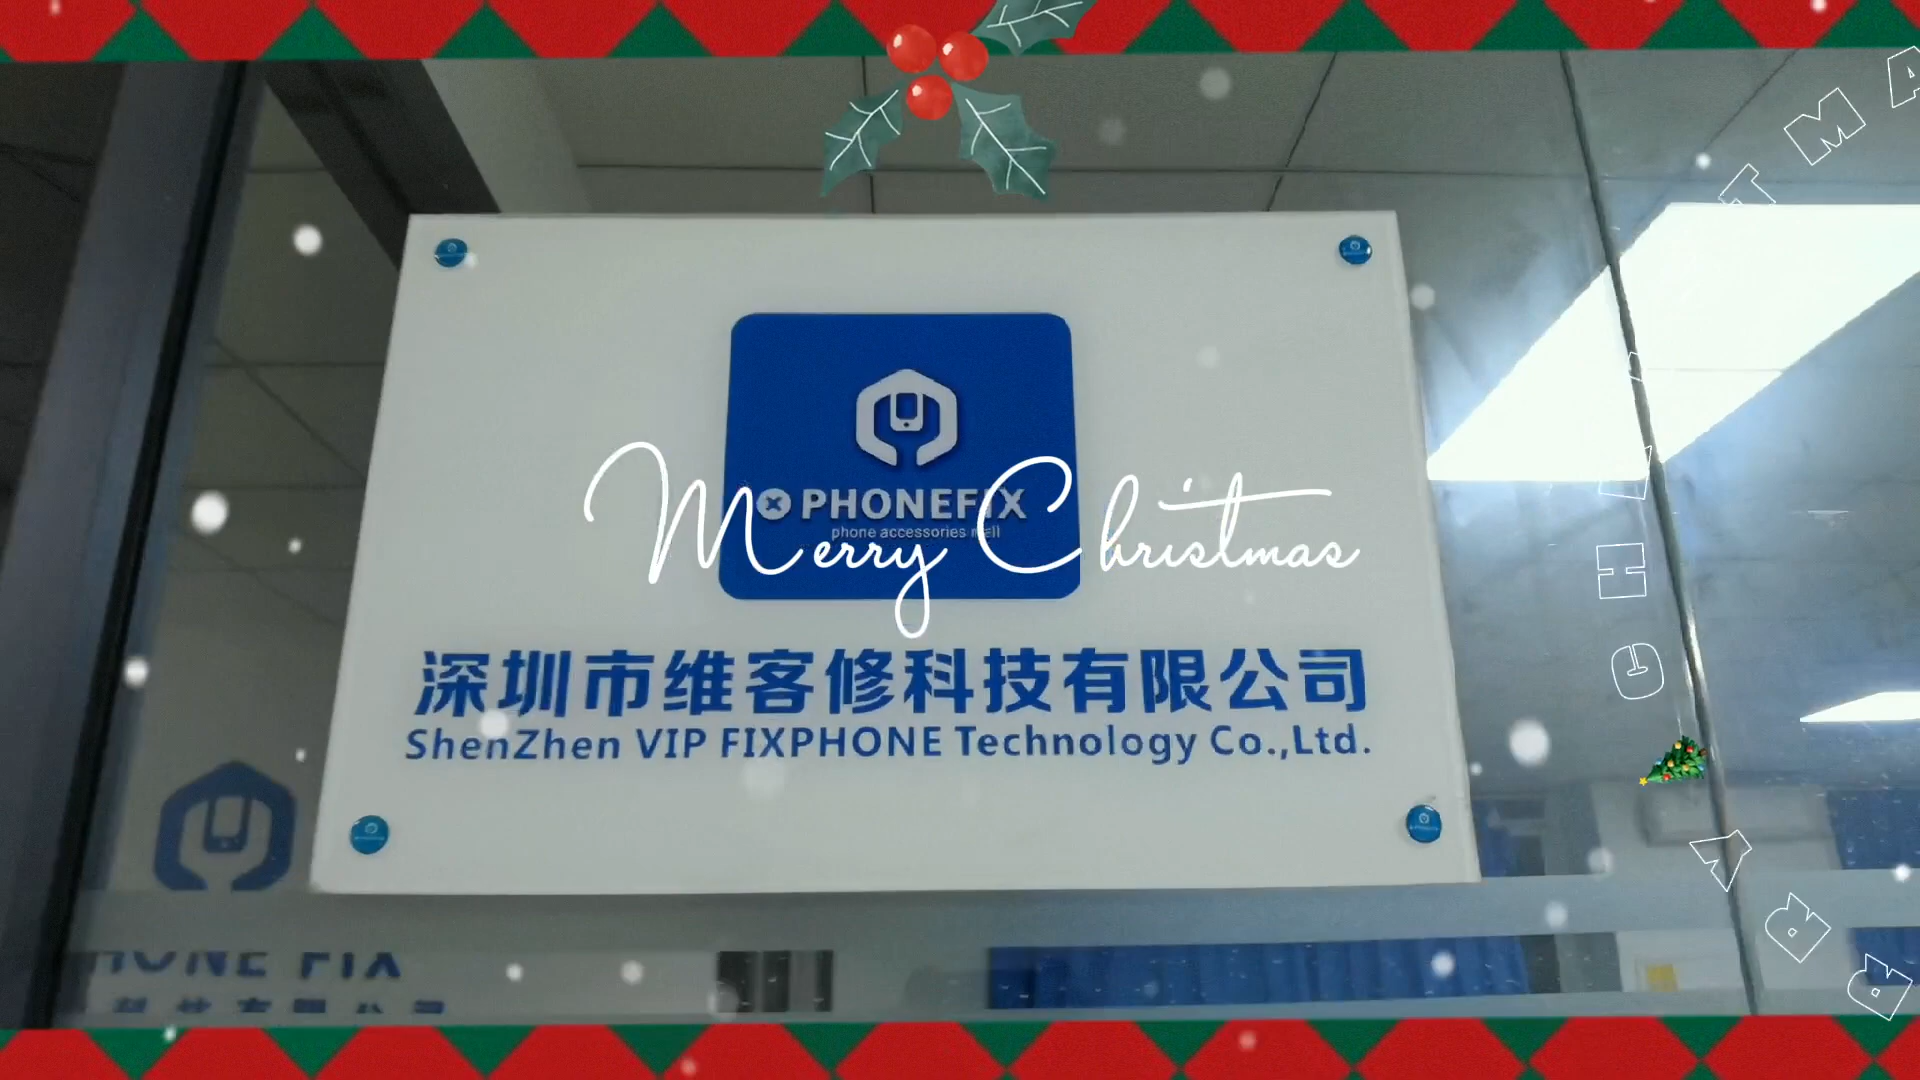 PHONEFIX
phone accessories mall
Merry Christmas
深圳市维客修科技有限公司
ShenZhen VIP FIXPHONE Technology Co.,Ltd.